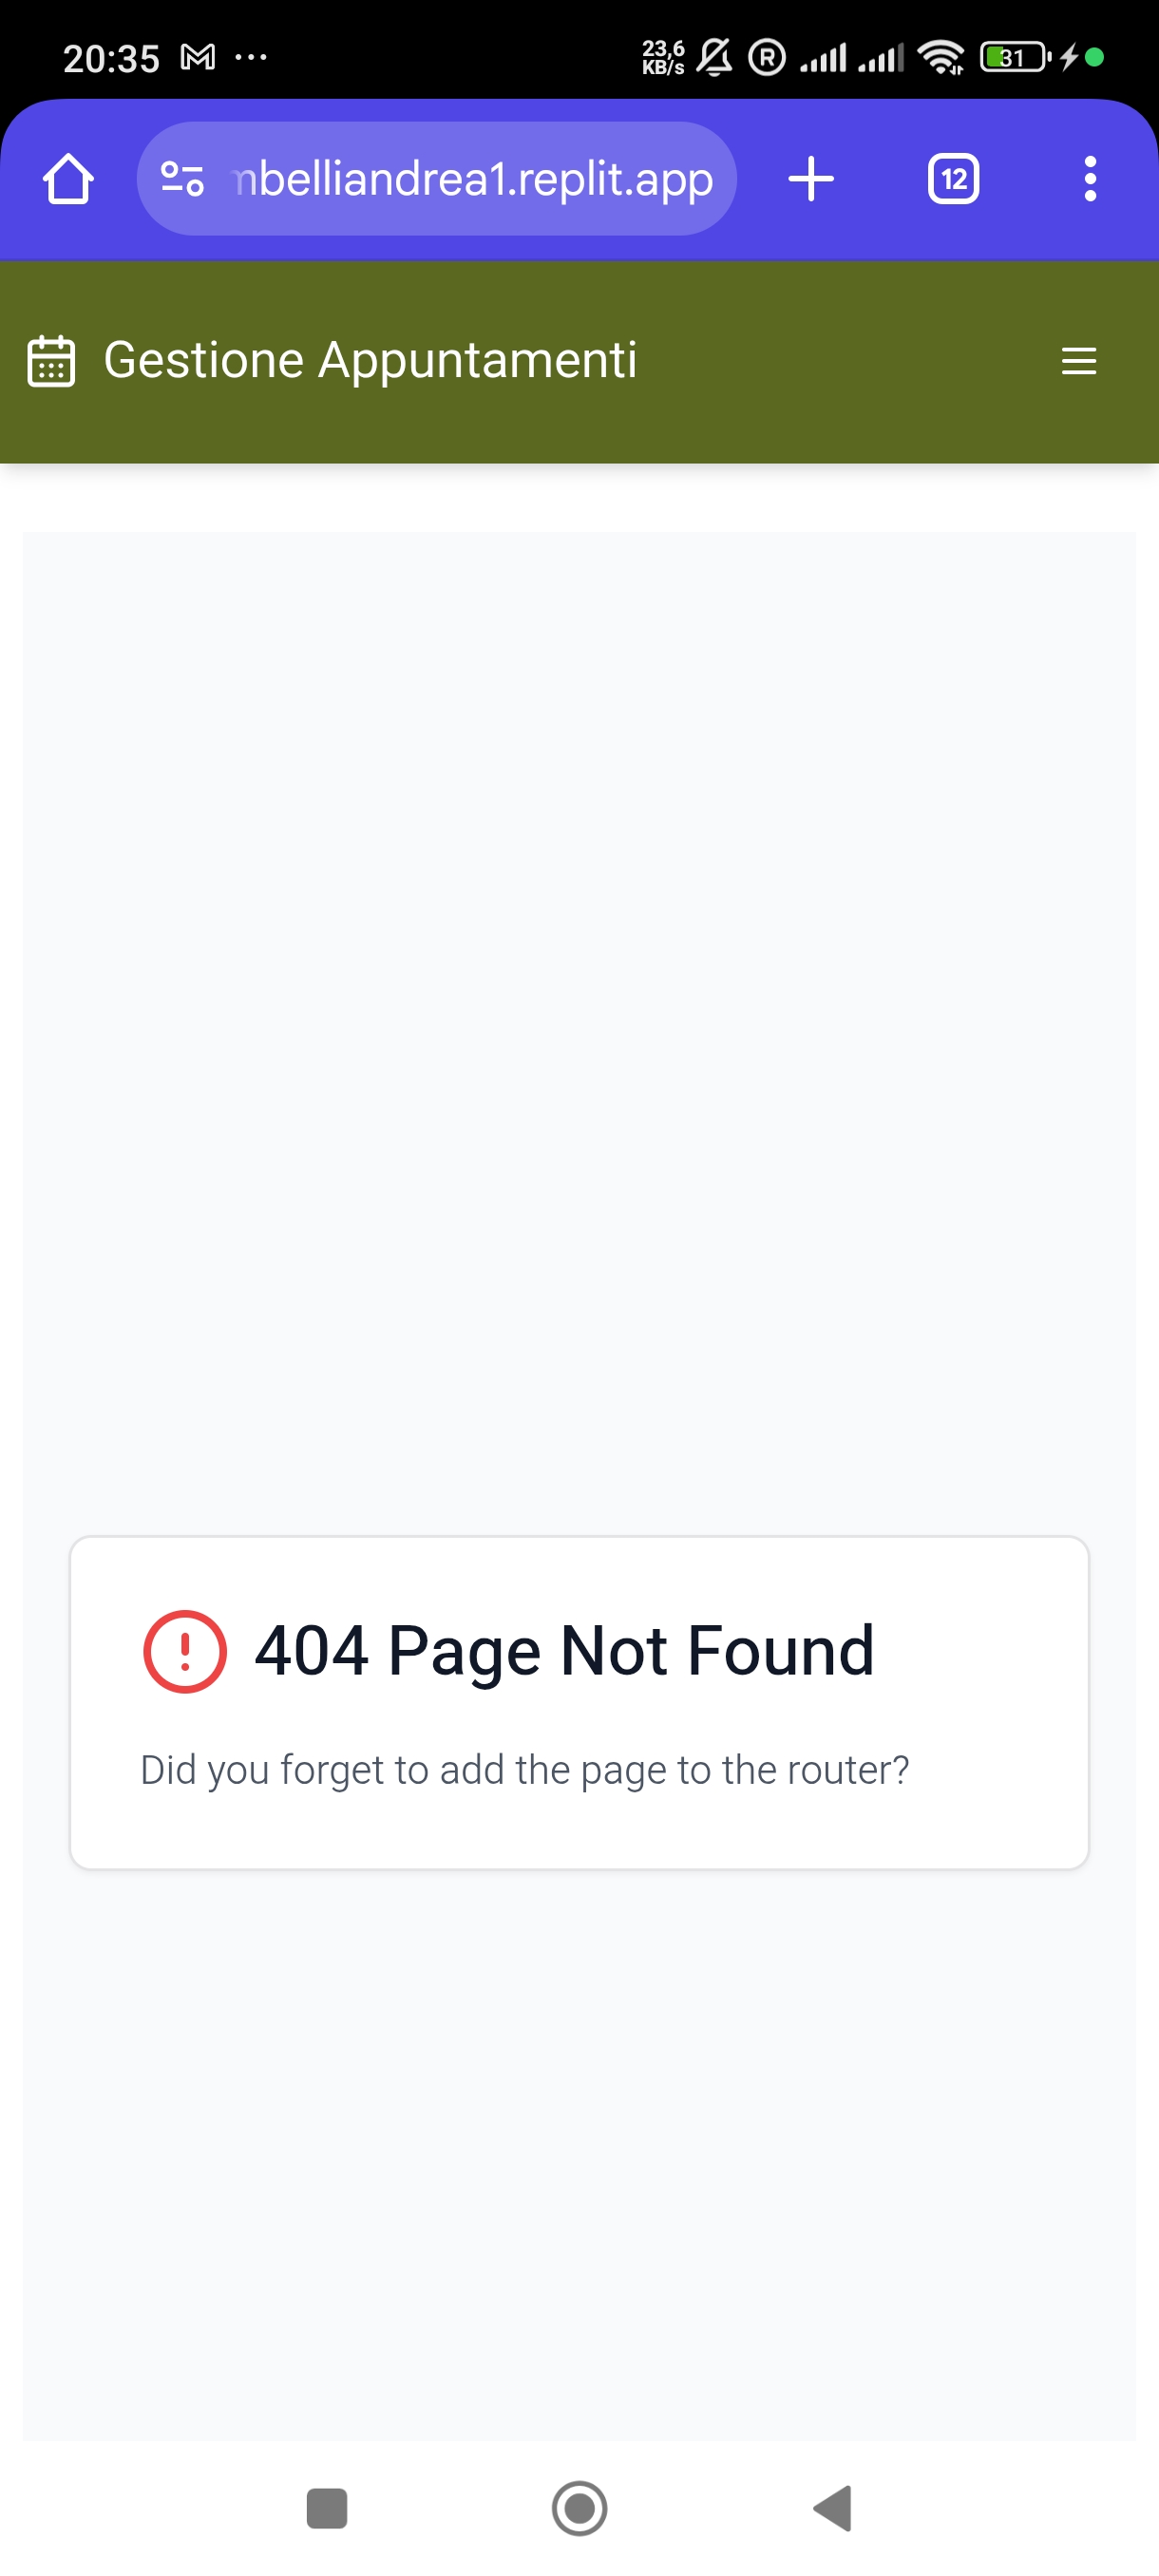 20:35
23,6
KB/s
R
31
mbelliandrea1.replit.app
12
Gestione Appuntamenti
404 Page Not Found
Did you forget to add the page to the router?